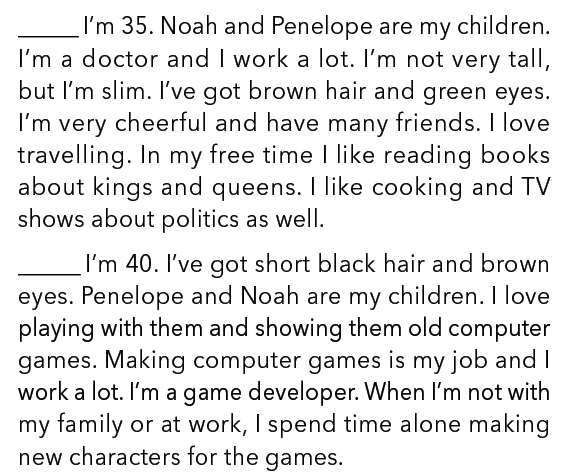 _____ I'm 35. Noah and Penelope are my children.
I'm a doctor and I work a lot. I'm not very tall,
but I'm slim. I've got brown hair and green eyes.
I'm very cheerful and have many friends. I love
travelling. In my free time I like reading books
about kings and queens. I like cooking and TV
shows about politics as well.
_____ I'm 40. I've got short black hair and brown
eyes. Penelope and Noah are my children. I love
playing with them and showing them old computer
games. Making computer games is my job and I
work a lot. I'm a game developer. When I'm not with
my family or at work, I spend time alone making
new characters for the games.